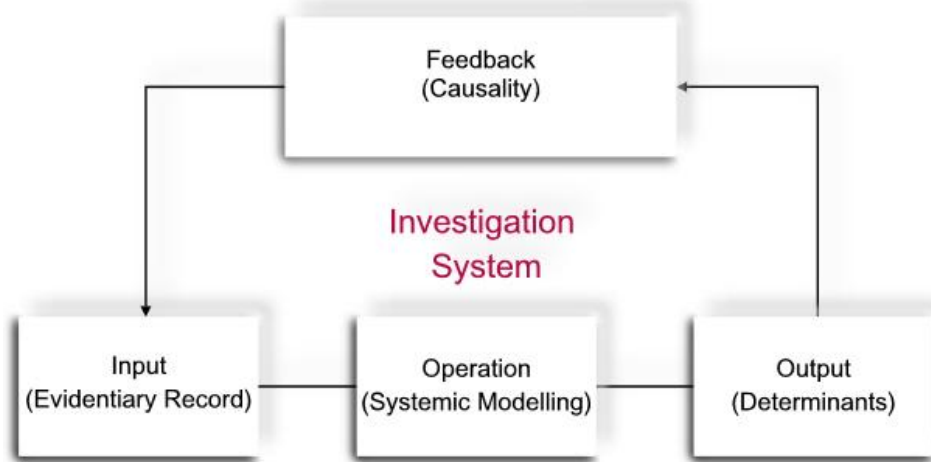 Feedback
(Causality)
Investigation
System
Input
(Evidentiary Record)
Operation
(Systemic Modelling)
Output
(Determinants)